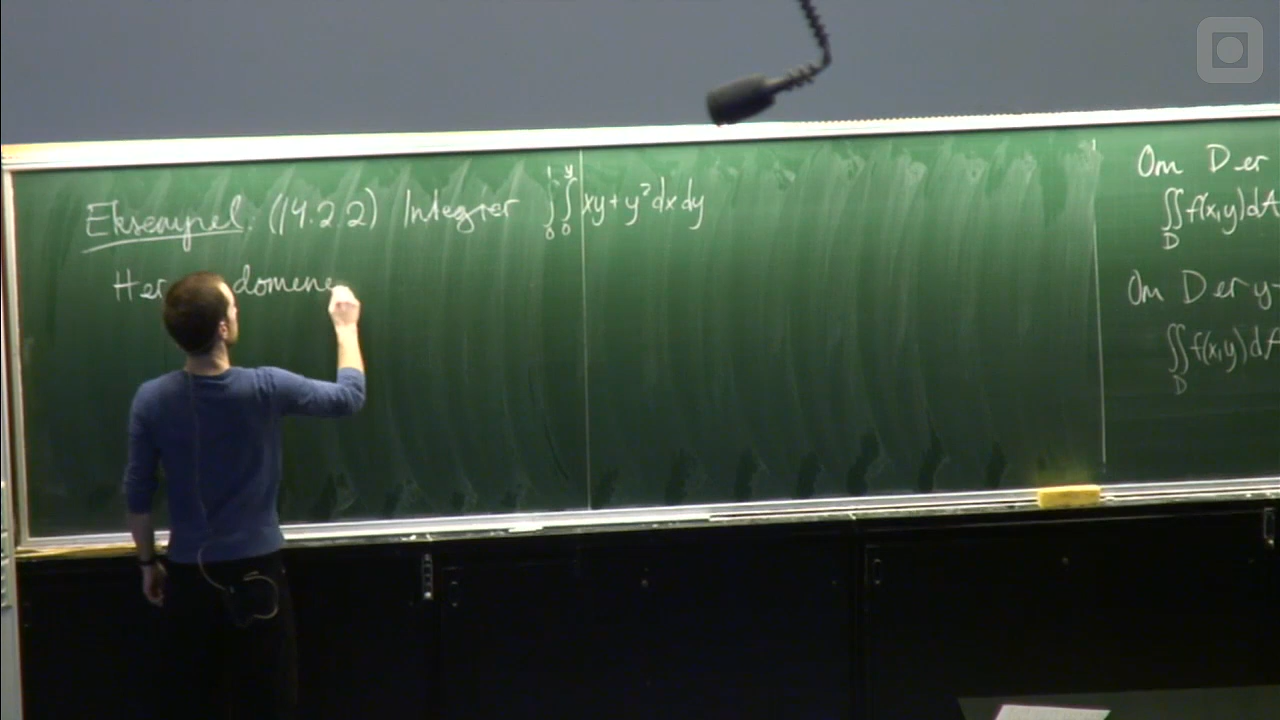 Eksempel: (14.2.2) Integrer ∫₀¹ ∫₀ʸ xy + y² dx dy
Her domene
Om D er
∬_D f(x,y) dA
Om D er y-
∬_D f(x,y) dA